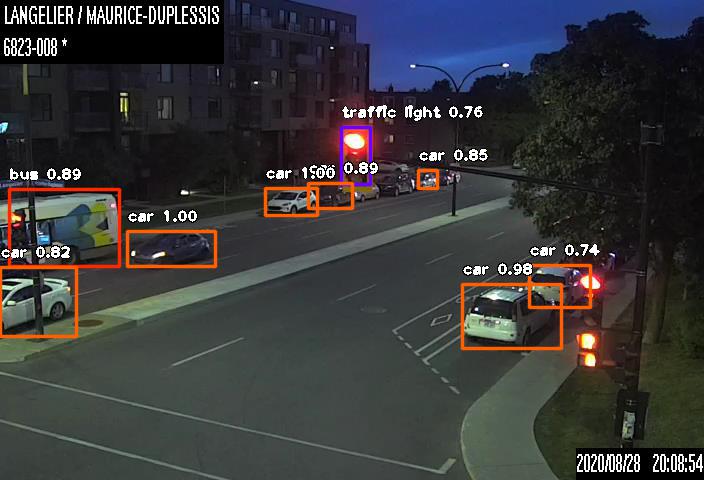 LANGELIER / MAURICE-DUPLESSIS
6823-008 *
traffic light 0.76
car 0.85
car 1.00
0.89
bus 0.89
car 1.00
car 0.82
car 0.74
car 0.98
2020/08/28 20:08:54